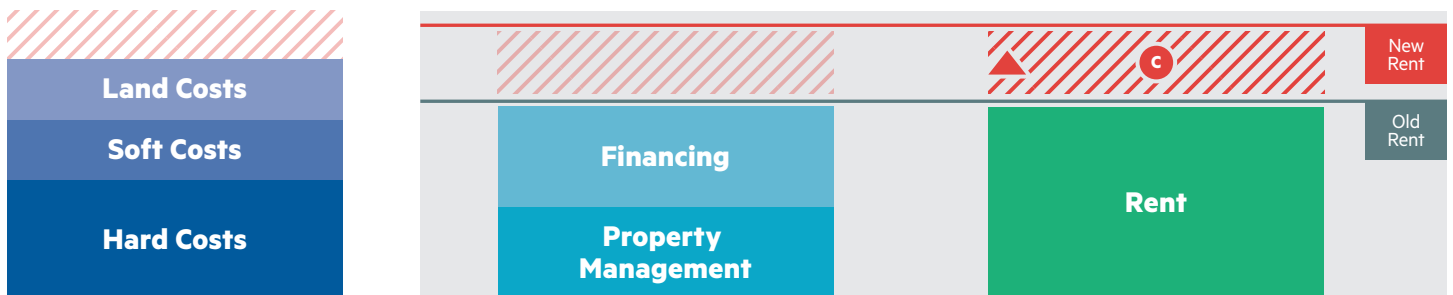 Land Costs
Soft Costs
Hard Costs
Financing
Property
Management
C
Rent
New
Rent
Old
Rent